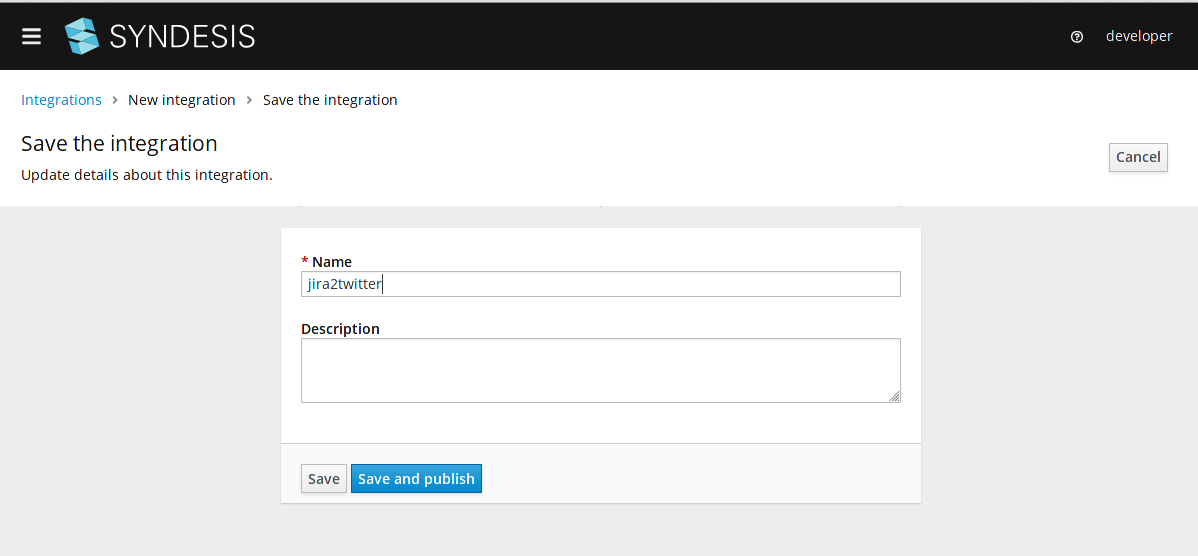 SYNDESIS
developer
Integrations > New integration > Save the integration
Save the integration
Update details about this integration.
Cancel
* Name
jira2twitter
Description
Save
Save and publish